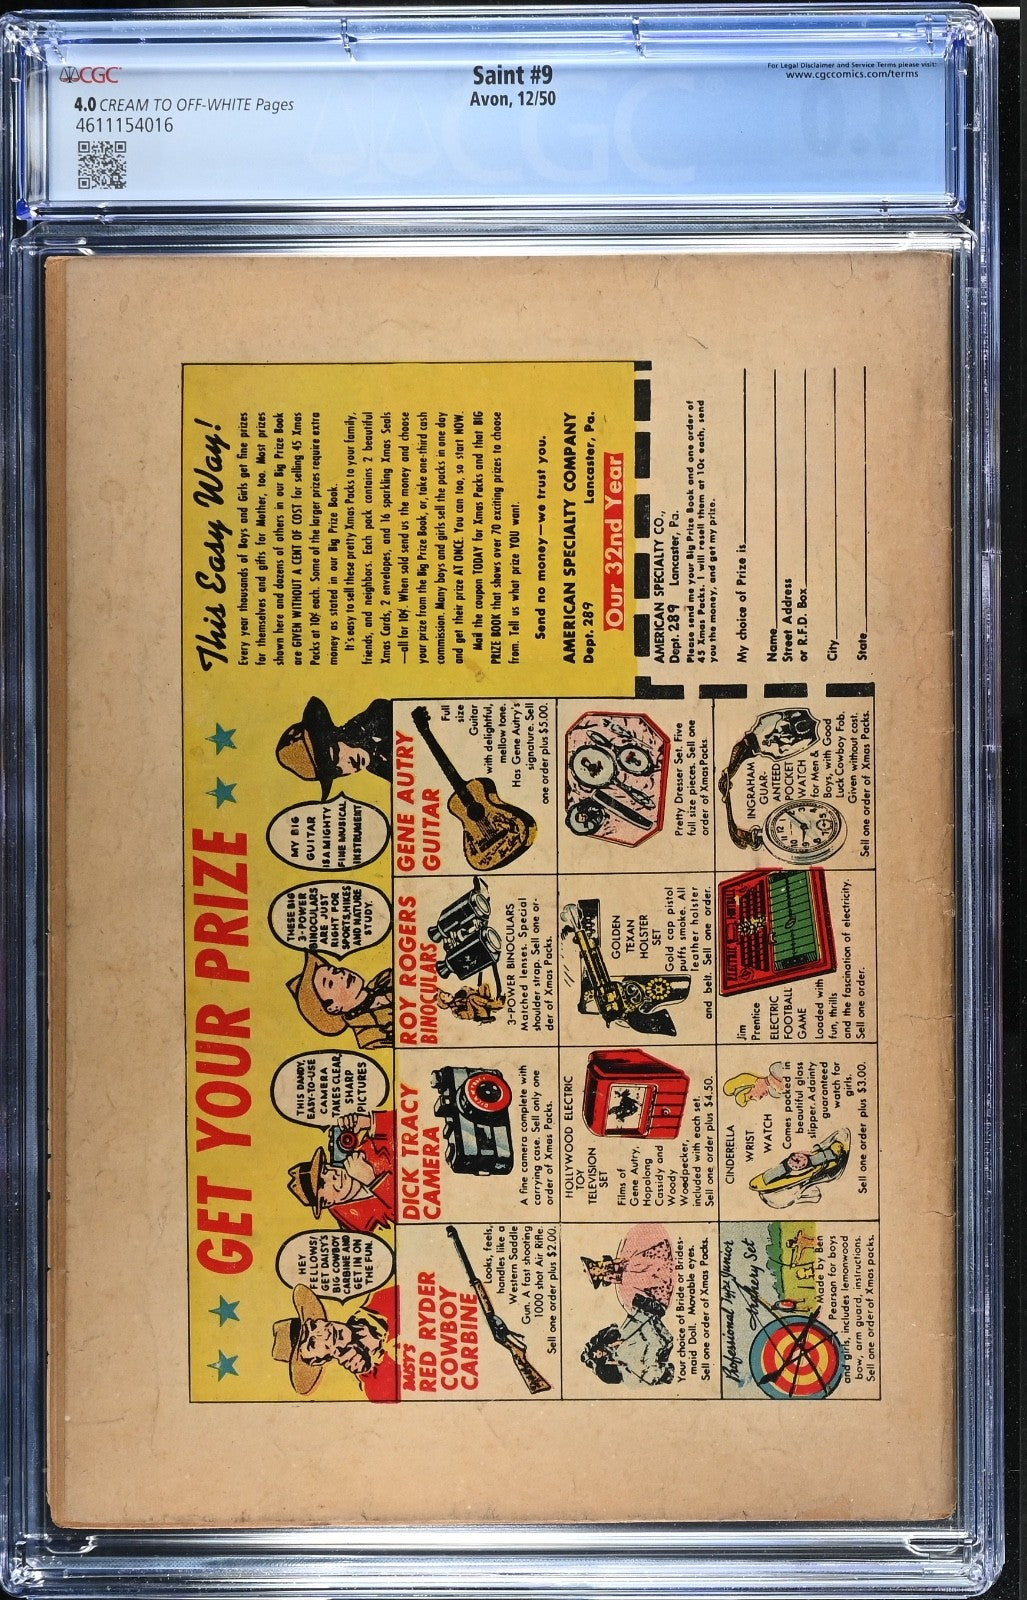 CGC
4.0 CREAM TO OFF-WHITE Pages
4611154016
Saint #9
Avon, 12/50
For Legal Disclaimer and Service Terms please visit:
www.cgccomics.com/terms
GET YOUR PRIZE
This Easy Way!
HEY
FELLOWS!
GET DAISY'S
BIG COWBOY
CARBINE AND
GET IN ON
THE FUN.
THIS DANDY,
EASY-TO-USE
CAMERA
TAKES CLEAR,
SHARP
PICTURES
THESE BIG
3-POWER
BINOCULARS
ARE JUST
RIGHT FOR
SPORTS, HIKES
AND NATURE
STUDY.
MY BIG
GUITAR
IS A MIGHTY
FINE MUSICAL
INSTRUMENT
DAISY'S
RED RYDER
COWBOY
CARBINE
Looks, feels,
handles like a
Western Saddle
Gun. A fast shooting
1000 shot Air Rifle.
Sell one order plus $2.00.
DICK TRACY
CAMERA
A fine camera complete with
carrying case. Sell only one
order of Xmas Packs.
ROY ROGERS
BINOCULARS
3-POWER BINOCULARS
Matched lenses. Special
shoulder strap. Sell one or-
der of Xmas Packs.
GENE AUTRY
GUITAR
Full
size
Guitar
with delightful,
mellow tone.
Has Gene Autry's
signature. Sell
one order plus $5.00.
Your choice of Bride or Brides-
maid Doll. Movable eyes.
Sell one order of Xmas Packs.
HOLLYWOOD ELECTRIC
TOY
TELEVISION
SET
Films of
Gene Autry,
Hopalong
Cassidy and
Woody
Woodpecker,
included with each set.
Sell one order plus $4.50.
GOLDEN
TEXAN
HOLSTER
SET
Gold cap pistol
puffs smoke. All
leather holster
and belt. Sell one order.
Pretty Dresser Set. Five
full size pieces. Sell one
order of Xmas Packs.
Professional Type Junior
Archery Set
Made by Ben
Pearson for boys
and girls, includes lemonwood
bow, arm guard, instructions.
Sell one order of Xmas packs.
CINDERELLA
WRIST
WATCH
Comes packed in
beautiful glass
slipper. A dainty
guaranteed
watch for
girls.
Sell one order plus $3.00.
Jim
Prentice
ELECTRIC
FOOTBALL
GAME
Loaded with
fun, thrills
and the fascination of electricity.
Sell one order.
INGRAHAM
GUAR-
ANTEED
POCKET
WATCH
for Men &
Boys, with Good
Luck Cowboy Fob.
Given without cost.
Sell one order of Xmas Packs.
Every year thousands of Boys and Girls get fine prizes
for themselves and gifts for Mother, too. Most prizes
shown here and dozens of others in our Big Prize Book
are GIVEN WITHOUT A CENT OF COST for selling 45 Xmas
Packs at 10¢ each. Some of the larger prizes require extra
money as stated in our Big Prize Book.
It's easy to sell these pretty Xmas Packs to your family,
friends, and neighbors. Each pack contains 2 beautiful
Xmas Cards, 2 envelopes, and 16 sparkling Xmas Seals
—all for 10¢. When sold send us the money and choose
your prize from the Big Prize Book, or, take one-third cash
commission. Many boys and girls sell the packs in one day
and get their prize AT ONCE. You can too, so start NOW.
Mail the coupon TODAY for Xmas Packs and that BIG
PRIZE BOOK that shows over 70 exciting prizes to choose
from. Tell us what prize YOU want.
Send no money—we trust you.
AMERICAN SPECIALTY COMPANY
Dept. 289 Lancaster, Pa.
Our 32nd Year
AMERICAN SPECIALTY CO.,
Dept. 289 Lancaster, Pa.
Please send me your Big Prize Book and one order of
45 Xmas Packs. I will resell them at 10c each, send
you the money, and get my prize.
My choice of Prize is
Name
Street Address
or R.F.D. Box
City
State